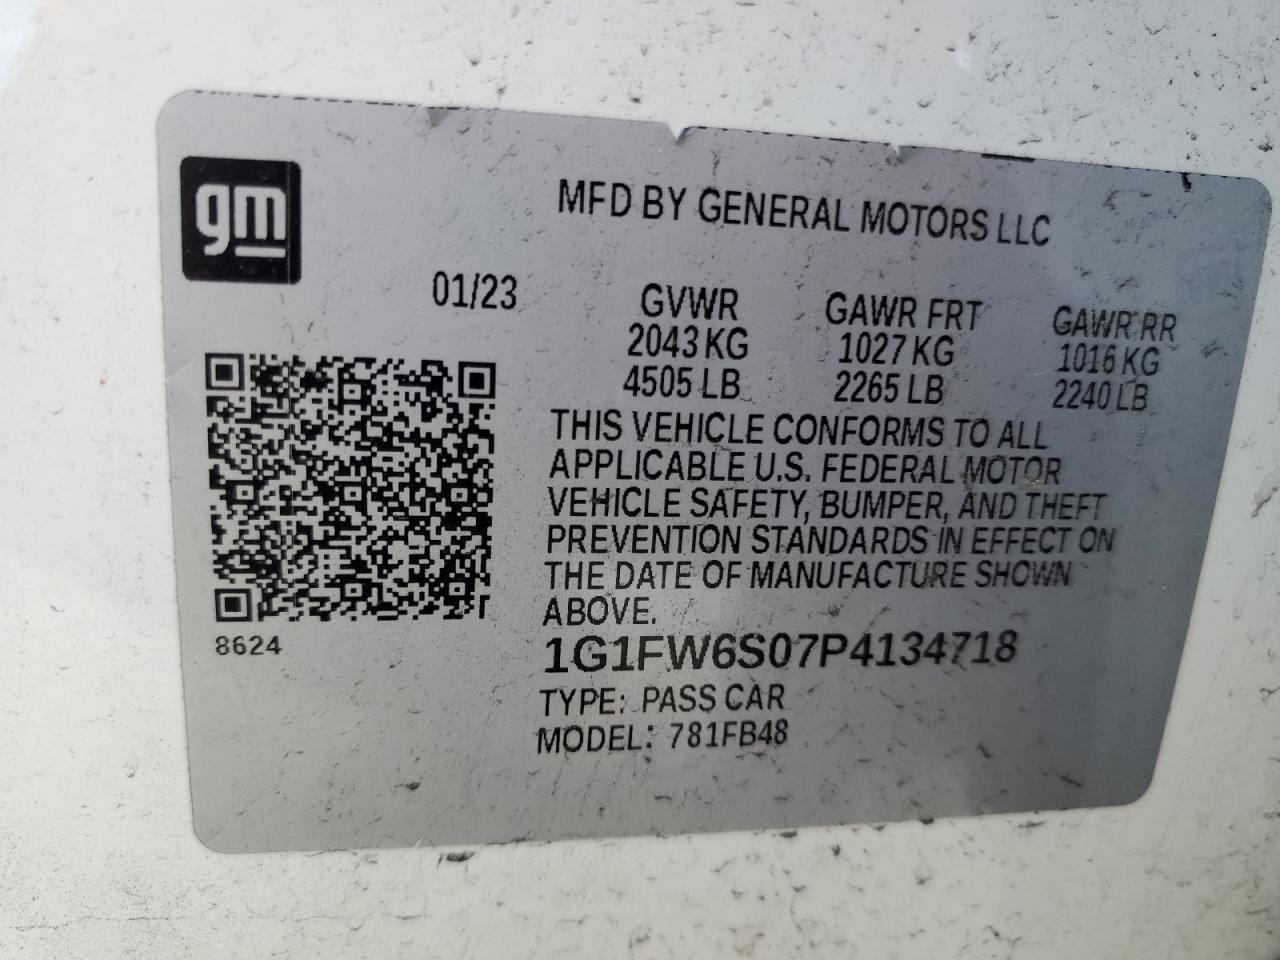 gm
MFD BY GENERAL MOTORS LLC
01/23
GVWR GAWR FRT GAWR RR
2043 KG 1027 KG 1016 KG
4505 LB 2265 LB 2240 LB
THIS VEHICLE CONFORMS TO ALL
APPLICABLE U.S. FEDERAL MOTOR
VEHICLE SAFETY, BUMPER, AND THEFT
PREVENTION STANDARDS IN EFFECT ON
THE DATE OF MANUFACTURE SHOWN
ABOVE.
8624
1G1FW6S07P4134718
TYPE: PASS CAR
MODEL: 781FB48